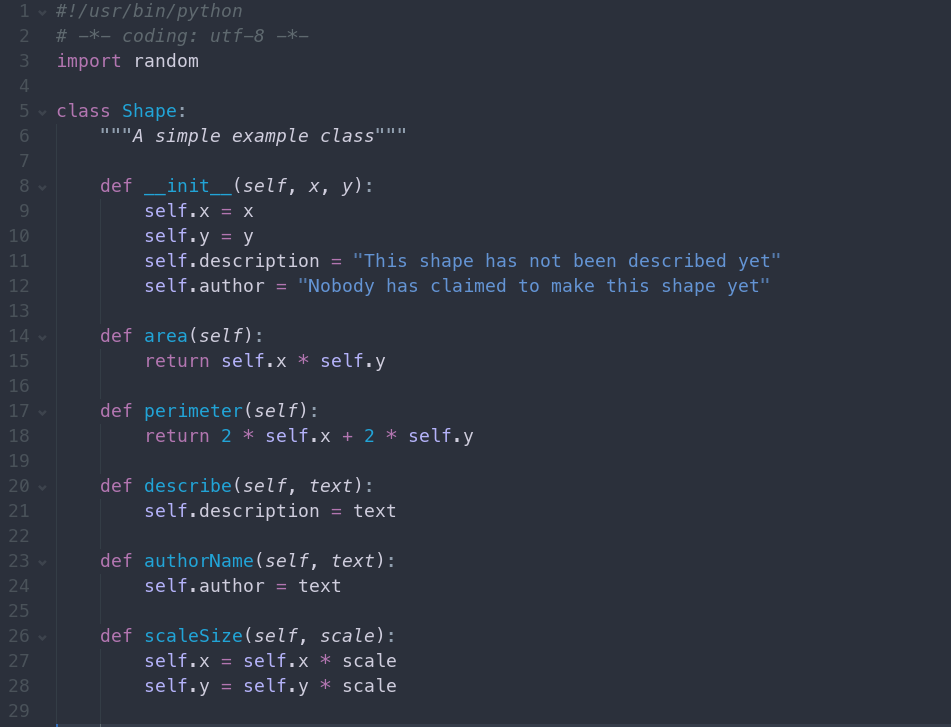 1 #!/usr/bin/python
2 # -*- coding: utf-8 -*-
3 import random
4
5 class Shape:
6     """A simple example class"""
7
8     def __init__(self, x, y):
9         self.x = x
10         self.y = y
11         self.description = "This shape has not been described yet"
12         self.author = "Nobody has claimed to make this shape yet"
13
14     def area(self):
15         return self.x * self.y
16
17     def perimeter(self):
18         return 2 * self.x + 2 * self.y
19
20     def describe(self, text):
21         self.description = text
22
23     def authorName(self, text):
24         self.author = text
25
26     def scaleSize(self, scale):
27         self.x = self.x * scale
28         self.y = self.y * scale
29